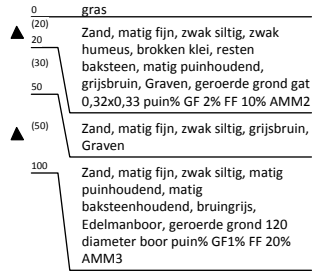 0 gras
(20)
20
Zand, matig fijn, zwak siltig, zwak
humeus, brokken klei, resten
baksteen, matig puinhoudend,
grijsbruin, Graven, geroerde grond gat
0,32x0,33 puin% GF 2% FF 10% AMM2
(30)
50
Zand, matig fijn, zwak siltig, grijsbruin,
Graven
(50)
100
Zand, matig fijn, zwak siltig, matig
puinhoudend, matig
baksteenhoudend, bruingrijs,
Edelmanboor, geroerde grond 120
diameter boor puin% GF1% FF 20%
AMM3